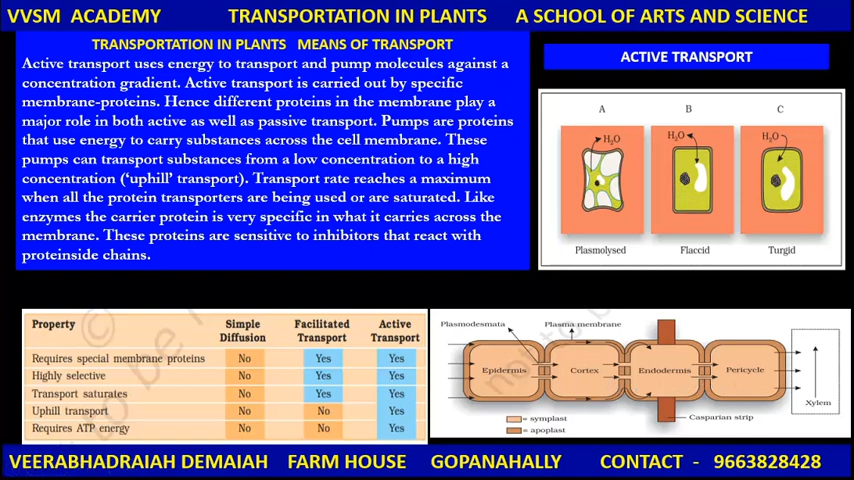 VVSM ACADEMY TRANSPORTATION IN PLANTS A SCHOOL OF ARTS AND SCIENCE
TRANSPORTATION IN PLANTS MEANS OF TRANSPORT
Active transport uses energy to transport and pump molecules against a
concentration gradient. Active transport is carried out by specific
membrane-proteins. Hence different proteins in the membrane play a
major role in both active as well as passive transport. Pumps are proteins
that use energy to carry substances across the cell membrane. These
pumps can transport substances from a low concentration to a high
concentration (‘uphill’ transport). Transport rate reaches a maximum
when all the protein transporters are being used or are saturated. Like
enzymes the carrier protein is very specific in what it carries across the
membrane. These proteins are sensitive to inhibitors that react with
proteinside chains.
ACTIVE TRANSPORT
A B C
H₂O H₂O H₂O
Plasmolysed Flaccid Turgid
Property Simple Diffusion Facilitated Transport Active Transport
Requires special membrane proteins No Yes Yes
Highly selective No Yes Yes
Transport saturates No Yes Yes
Uphill transport No No Yes
Requires ATP energy No No Yes
Plasmodesmata Plasma membrane
Epidermis Cortex Endodermis Pericycle
Xylem
Casparian strip
= symplast
= apoplast
VEERABHADRAIAH DEMAIAH FARM HOUSE GOPANAHALLY CONTACT - 9663828428